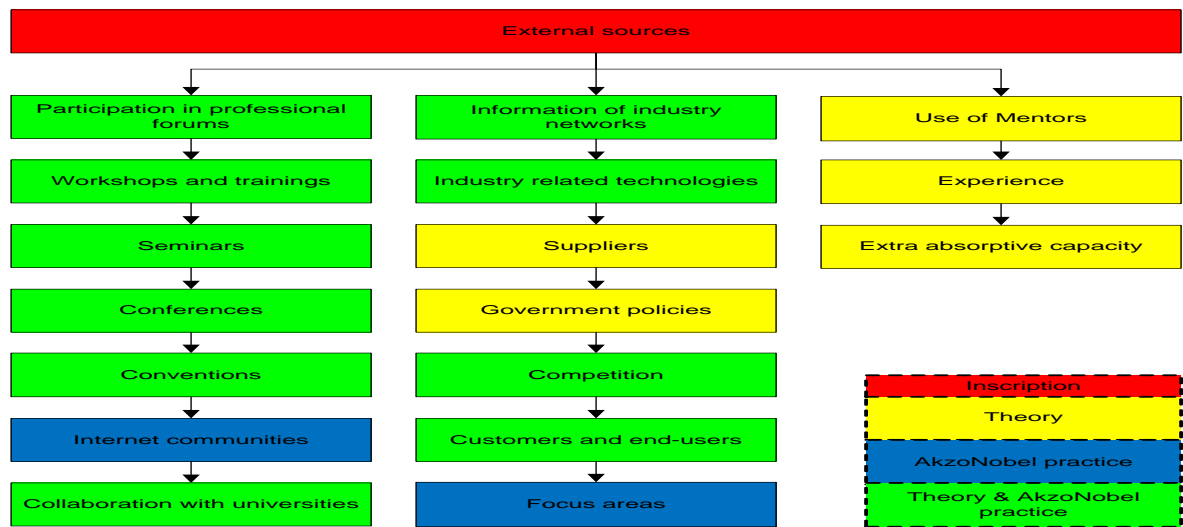 External sources
Participation in professional
forums
Workshops and trainings
Seminars
Conferences
Conventions
Internet communities
Collaboration with universities
Information of industry
networks
Industry related technologies
Suppliers
Government policies
Competition
Customers and end-users
Focus areas
Use of Mentors
Experience
Extra absorptive capacity
Inscription
Theory
AkzoNobel practice
Theory & AkzoNobel
practice